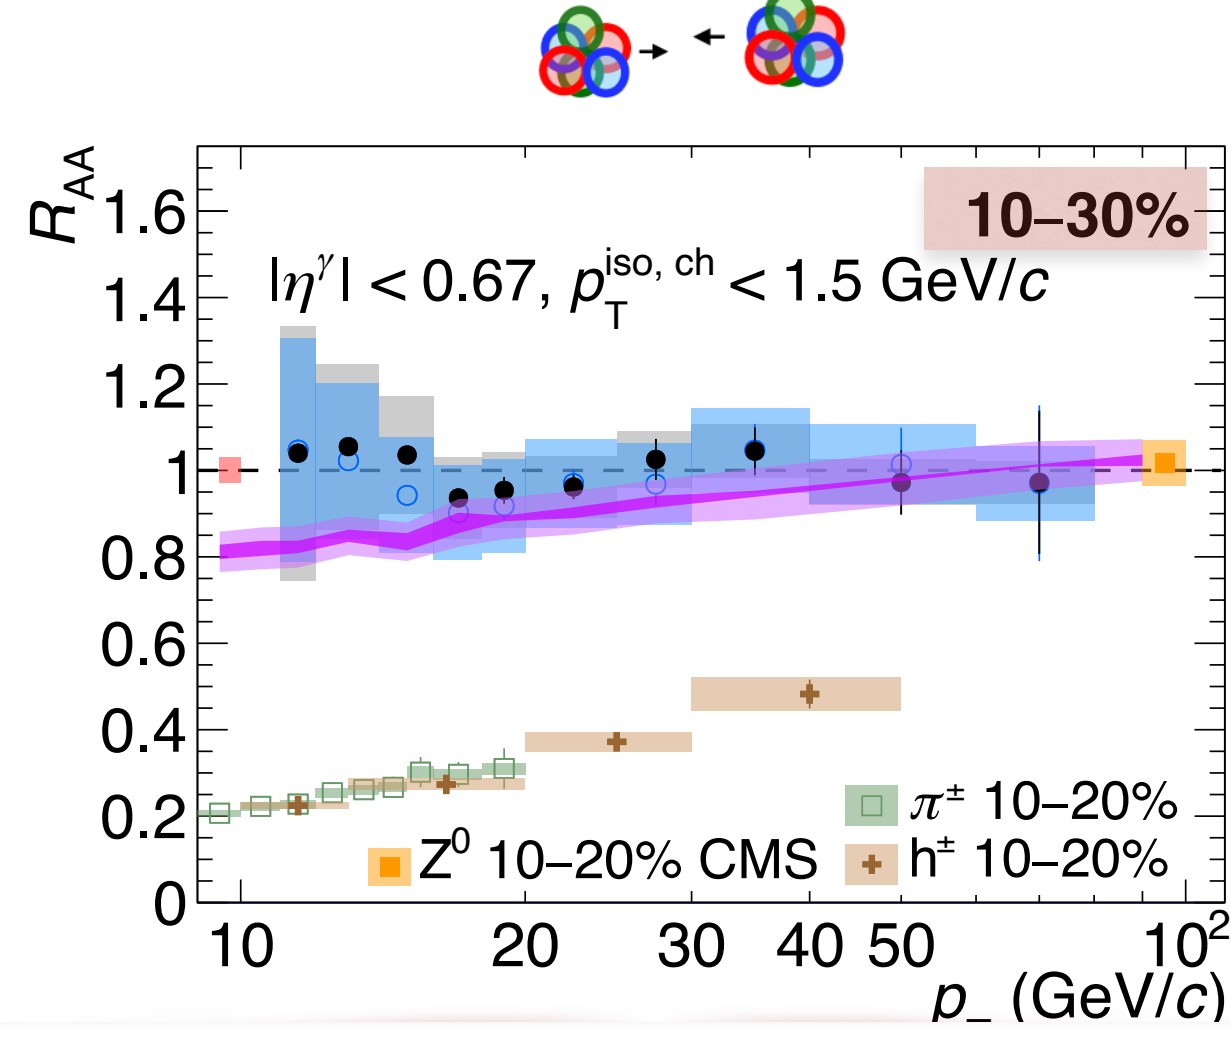 R_AA
10–30%
|η^γ| < 0.67, p_T^iso, ch < 1.5 GeV/c
1.6
1.4
1.2
1
0.8
0.6
0.4
0.2
0
π^± 10–20%
Z^0 10–20% CMS
h^± 10–20%
10 20 30 40 50 10^2
p (GeV/c)